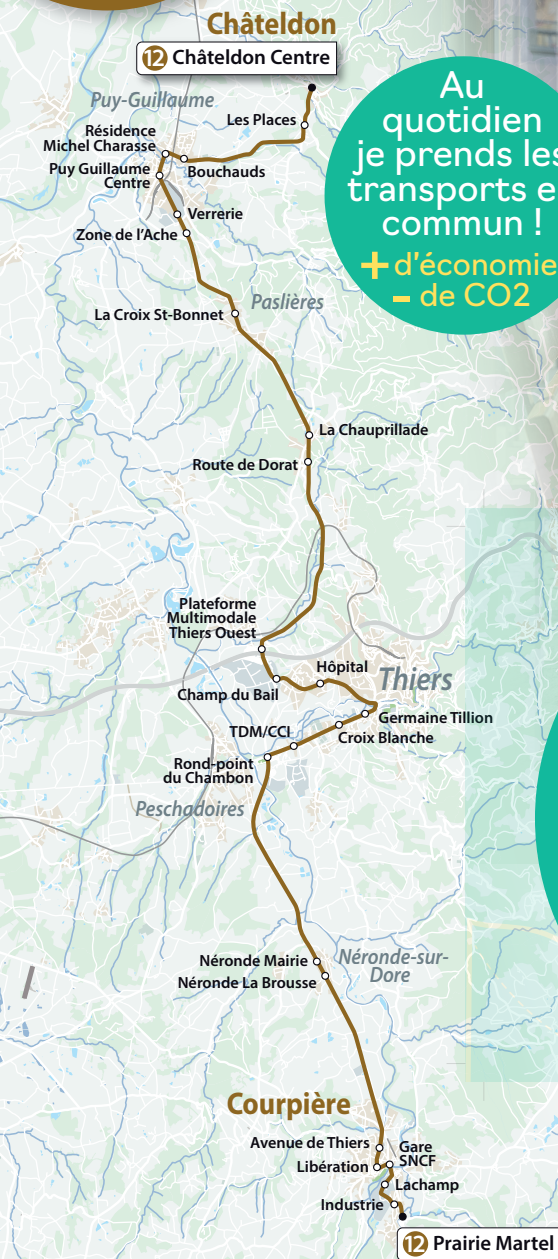 Châteldon
12 Châteldon Centre
Puy-Guillaume
Les Places
Résidence
Michel Charasse
Bouchauds
Puy Guillaume
Centre
Verrerie
Zone de l'Ache
Paslières
La Croix St-Bonnet
La Chauprillade
Route de Dorat
Plateforme
Multimodale
Thiers Ouest
Hôpital
Thiers
Champ du Bail
Germaine Tillion
TDM/CCI
Croix Blanche
Rond-point
du Chambon
Peschadoires
Néronde Mairie
Néronde-sur-
Dore
Néronde La Brousse
Courpière
Avenue de Thiers
Gare
SNCF
Libération
Lachamp
Industrie
12 Prairie Martel
Au
quotidien
je prends les
transports e
commun !
+ d'économie
- de CO2